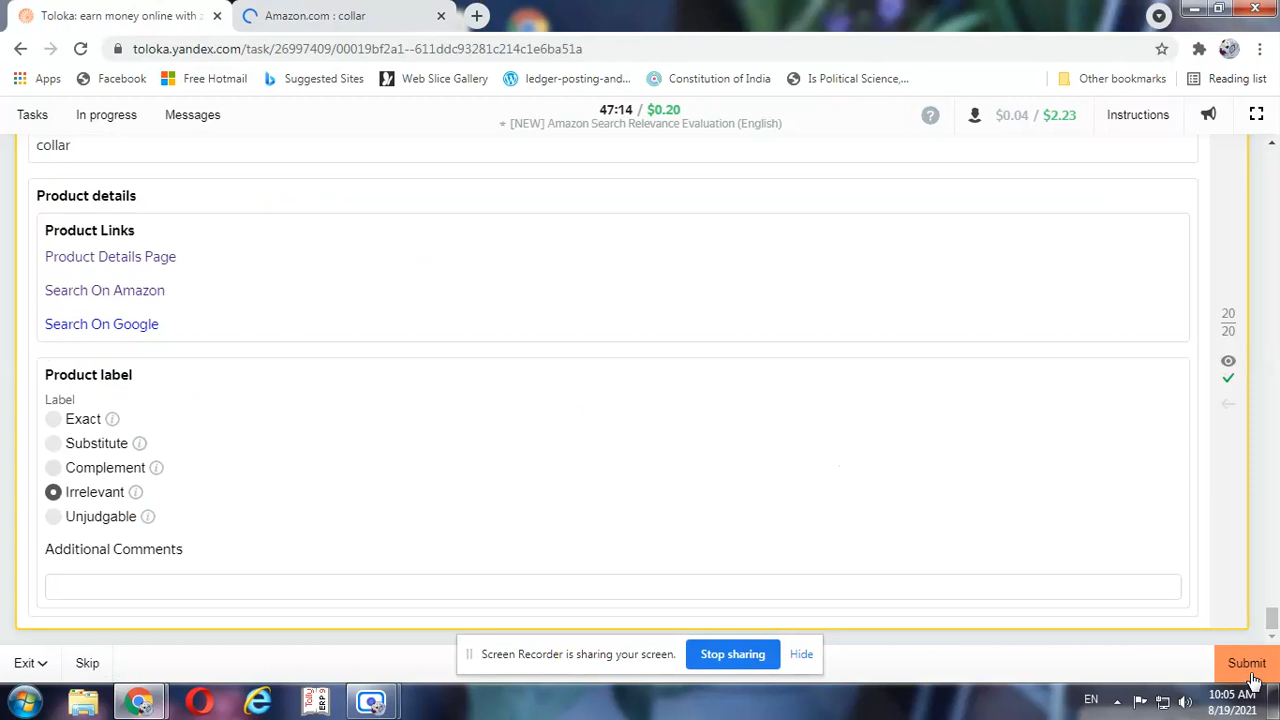 Toloka: earn money online with
Amazon.com : collar
toloka.yandex.com/task/26997409/00019bf2a1--611ddc93281c214c1e6ba51a
Apps Facebook Free Hotmail Suggested Sites Web Slice Gallery ledger-posting-and... Constitution of India Is Political Science,... Other bookmarks Reading list
Tasks In progress Messages
47:14 / $0.20
[NEW] Amazon Search Relevance Evaluation (English)
? $0.04 / $2.23 Instructions
collar
Product details
Product Links
Product Details Page
Search On Amazon
Search On Google
20
20
Product label
Label
Exact
Substitute
Complement
Irrelevant
Unjudgable
Additional Comments
Exit Skip
Screen Recorder is sharing your screen. Stop sharing Hide
Submit
EN
10:05 AM
8/19/2021